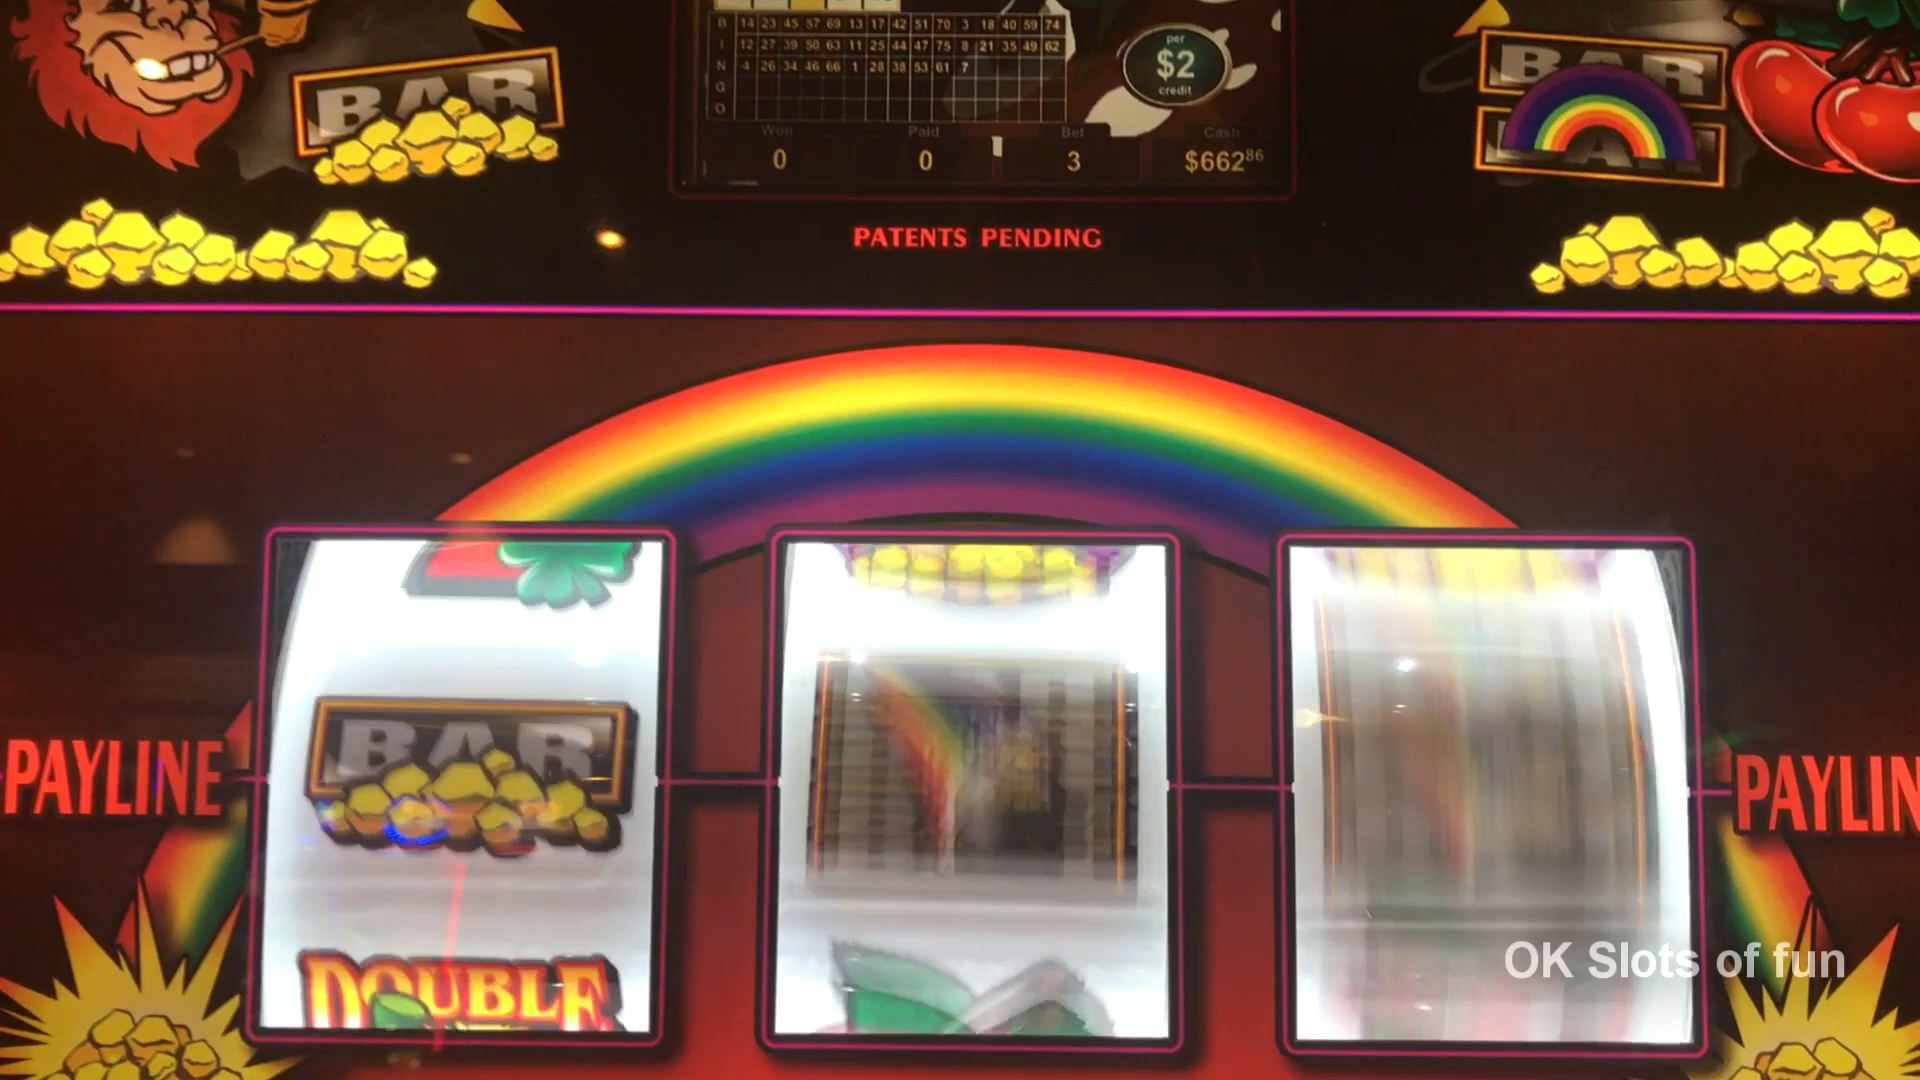 BAR
B 14 23 45 57 69 13 17 42 51 70 3 18 40 59 74
I 12 27 39 50 63 11 25 44 47 75 8 21 35 49 62
N 4 26 34 46 66 1 28 38 53 61 7
G
O
per
$2
credit
BAR
BAR
Won Paid Bet Cash
0 0 3 $66286
PATENTS PENDING
PAYLINE
BAR
PAYLIN
DOUBLE
OK Slots of fun